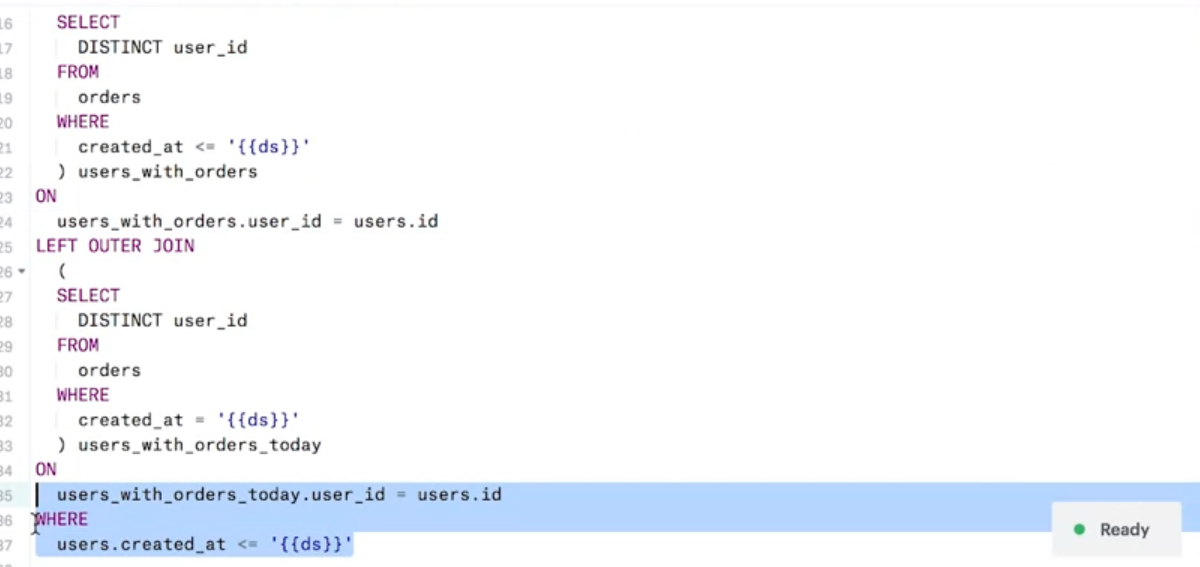 16 SELECT
17 DISTINCT user_id
18 FROM
19 orders
20 WHERE
21 created_at <= '{{ds}}'
22 ) users_with_orders
23 ON
24 users_with_orders.user_id = users.id
25 LEFT OUTER JOIN
26 (
27 SELECT
28 DISTINCT user_id
29 FROM
30 orders
31 WHERE
32 created_at = '{{ds}}'
33 ) users_with_orders_today
34 ON
35 users_with_orders_today.user_id = users.id
36 WHERE
37 users.created_at <= '{{ds}}'
Ready